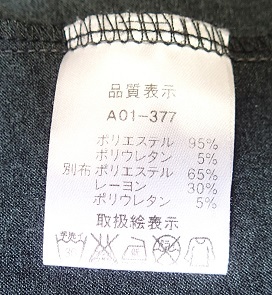 品質表示
A01-377
ポリエステル 95%
ポリウレタン 5%
別布 ポリエステル 65%
レーヨン 30%
ポリウレタン 5%
取扱絵表示